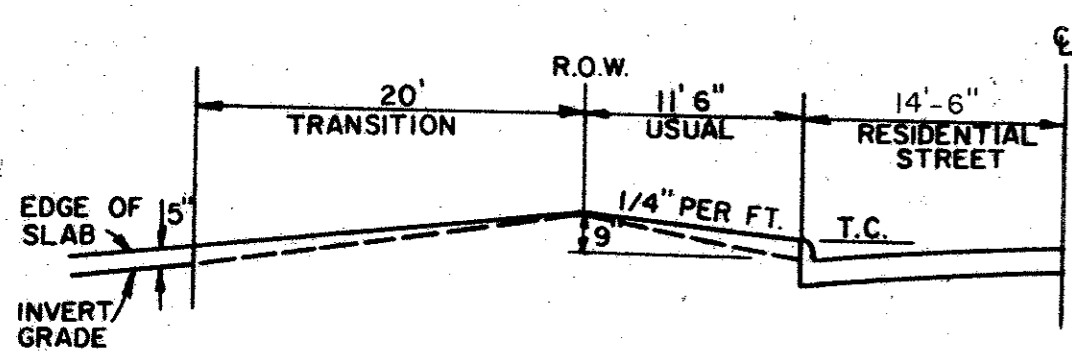 ℄
R.O.W.
20'
TRANSITION
11' 6"
USUAL
14'-6"
RESIDENTIAL
STREET
EDGE OF
SLAB
5"
1/4" PER FT.
9"
T.C.
INVERT
GRADE